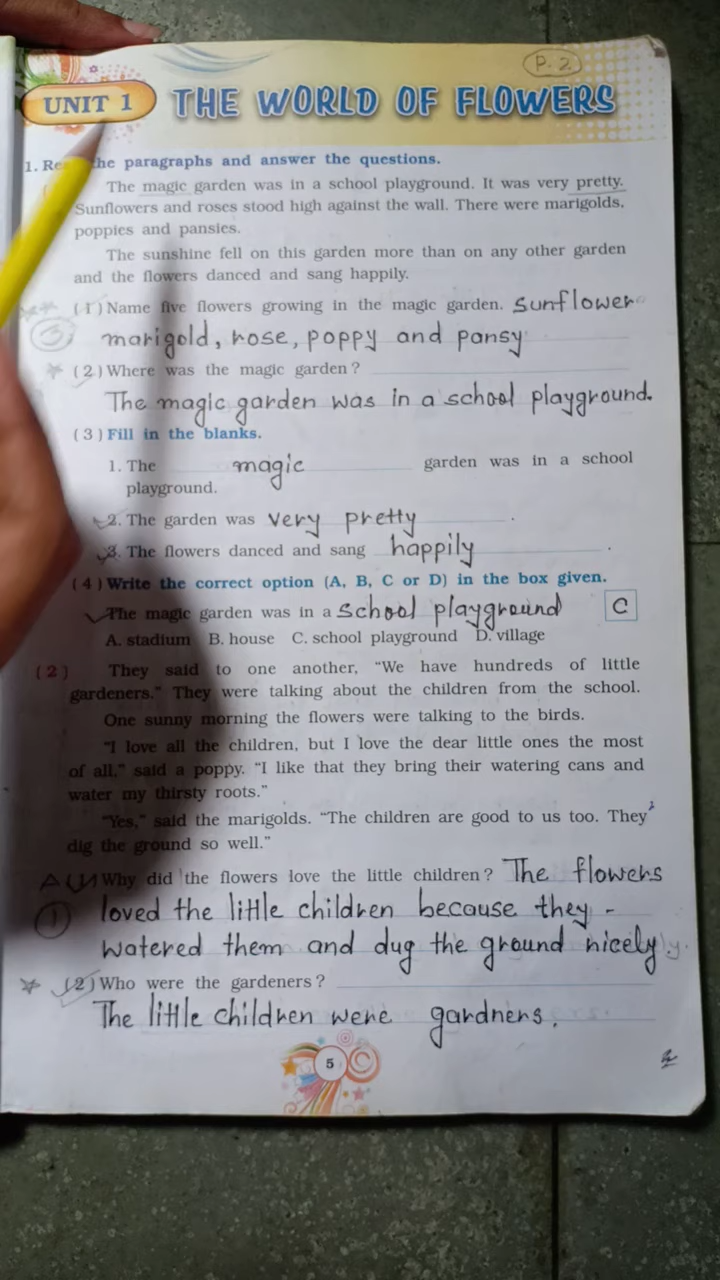 P. 2
UNIT 1 THE WORLD OF FLOWERS
1. the paragraphs and answer the questions.
The magic garden was in a school playground. It was very pretty.
Sunflowers and roses stood high against the wall. There were marigolds,
poppies and pansies.
The sunshine fell on this garden more than on any other garden
and the flowers danced and sang happily.
(1) Name five flowers growing in the magic garden. sunflower
3 marigold, rose, poppy and pansy
(2) Where was the magic garden?
The magic garden was in a school playground.
(3) Fill in the blanks.
1. The magic garden was in a school
playground.
2. The garden was very pretty.
3. The flowers danced and sang happily.
(4) Write the correct option (A, B, C or D) in the box given.
The magic garden was in a school playground C
A. stadium B. house C. school playground D. village
(2) They said to one another, "We have hundreds of little
gardeners." They were talking about the children from the school.
One sunny morning the flowers were talking to the birds.
"I love all the children, but I love the dear little ones the most
of all," said a poppy. "I like that they bring their watering cans and
water my thirsty roots."
"Yes," said the marigolds. "The children are good to us too. They
dig the ground so well."
Why did the flowers love the little children? The flowers
1 loved the little children because they -
watered them and dug the ground nicely.
(2) Who were the gardeners?
The little children were gardners.
5